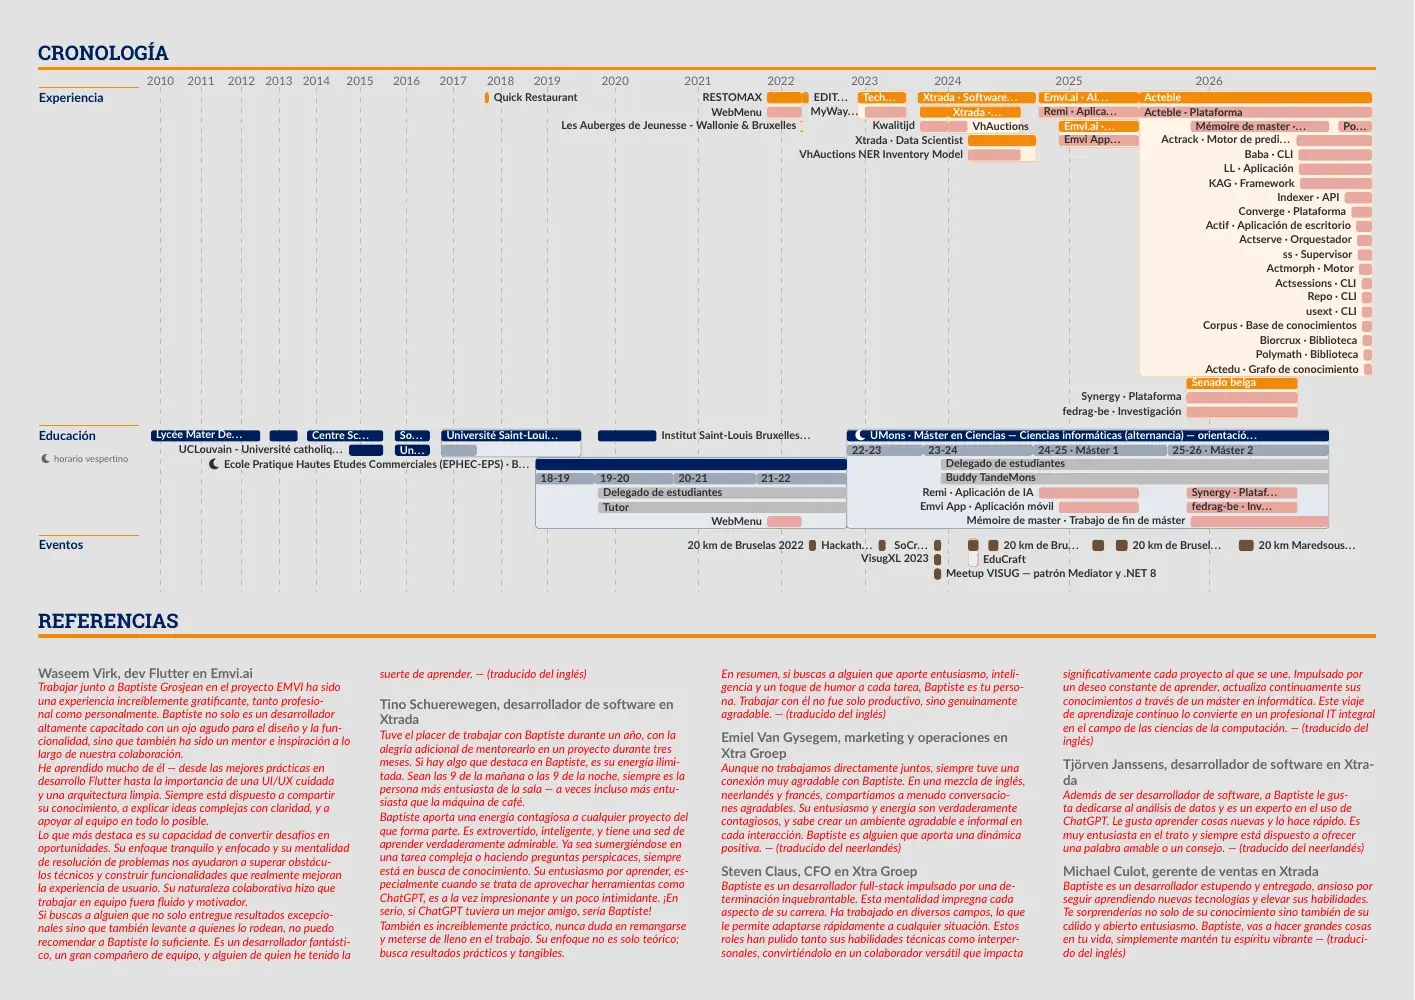 CRONOLOGÍA
2010 2011 2012 2013 2014 2015 2016 2017 2018 2019 2020 2021 2022 2023 2024 2025 2026
Experiencia
Quick Restaurant RESTOMAX EDIT… Tech… Xtrada · Software… Emvi.ai · AI… Acteble
WebMenu MyWay… Xtrada ·… Remi · Aplica… Acteble · Plataforma
Les Auberges de Jeunesse - Wallonie & Bruxelles Kwalitijd VhAuctions Emvi.ai ·… Mémoire de master ·… Po…
Xtrada · Data Scientist Emvi App… Actrack · Motor de predi…
VhAuctions NER Inventory Model Baba · CLI
LL · Aplicación
KAG · Framework
Indexer · API
Converge · Plataforma
Actif · Aplicación de escritorio
Actserve · Orquestador
ss · Supervisor
Actmorph · Motor
Actsessions · CLI
Repo · CLI
usext · CLI
Corpus · Base de conocimientos
Biorcrux · Biblioteca
Polymath · Biblioteca
Actedu · Grafo de conocimiento
Senado belga
Synergy · Plataforma
fedrag-be · Investigación
Educación
Lycée Mater De… Centre Sc… So… Université Saint-Loui… Institut Saint-Louis Bruxelles… UMons · Máster en Ciencias — Ciencias informáticas (alternancia) — orientació…
UCLouvain - Université catholiq… Un… 22-23 23-24 24-25 · Máster 1 25-26 · Máster 2
horario vespertino
Ecole Pratique Hautes Etudes Commerciales (EPHEC-EPS) · B… Delegado de estudiantes
18-19 19-20 20-21 21-22 Buddy TandeMons
Delegado de estudiantes Remi · Aplicación de IA Synergy · Plataf…
Tutor Emvi App · Aplicación móvil fedrag-be · Inv…
WebMenu Mémoire de master · Trabajo de fin de máster
Eventos
20 km de Bruselas 2022 Hackath… SoCr… 20 km de Bru… 20 km de Brusel… 20 km Maredsous…
VisugXL 2023 EduCraft
Meetup VISUG — patrón Mediator y .NET 8
REFERENCIAS
Waseem Virk, dev Flutter en Emvi.ai
Trabajar junto a Baptiste Grosjean en el proyecto EMVI ha sido
una experiencia increíblemente gratificante, tanto profesio-
nal como personalmente. Baptiste no solo es un desarrollador
altamente capacitado con un ojo agudo para el diseño y la fun-
cionalidad, sino que también ha sido un mentor e inspiración a lo
largo de nuestra colaboración.
He aprendido mucho de él — desde las mejores prácticas en
desarrollo Flutter hasta la importancia de una UI/UX cuidada
y una arquitectura limpia. Siempre está dispuesto a compartir
su conocimiento, a explicar ideas complejas con claridad, y a
apoyar al equipo en todo lo posible.
Lo que más destaca es su capacidad de convertir desafíos en
oportunidades. Su enfoque tranquilo y enfocado y su mentalidad
de resolución de problemas nos ayudaron a superar obstácu-
los técnicos y construir funcionalidades que realmente mejoran
la experiencia de usuario. Su naturaleza colaborativa hizo que
trabajar en equipo fuera fluido y motivador.
Si buscas a alguien que no solo entregue resultados excepcio-
nales sino que también levante a quienes lo rodean, no puedo
recomendar a Baptiste lo suficiente. Es un desarrollador fantásti-
co, un gran compañero de equipo, y alguien de quien he tenido la
suerte de aprender. — (traducido del inglés)
Tino Schuerewegen, desarrollador de software en
Xtrada
Tuve el placer de trabajar con Baptiste durante un año, con la
alegría adicional de mentorearlo en un proyecto durante tres
meses. Si hay algo que destaca en Baptiste, es su energía ilimi-
tada. Sean las 9 de la mañana o las 9 de la noche, siempre es la
persona más entusiasta de la sala — a veces incluso más entu-
siasta que la máquina de café.
Baptiste aporta una energía contagiosa a cualquier proyecto del
que forma parte. Es extrovertido, inteligente, y tiene una sed de
aprender verdaderamente admirable. Ya sea sumergiéndose en
una tarea compleja o haciendo preguntas perspicaces, siempre
está en busca de conocimiento. Su entusiasmo por aprender, es-
pecialmente cuando se trata de aprovechar herramientas como
ChatGPT, es a la vez impresionante y un poco intimidante. ¡En
serio, si ChatGPT tuviera un mejor amigo, sería Baptiste!
También es increíblemente práctico, nunca duda en remangarse
y meterse de lleno en el trabajo. Su enfoque no es solo teórico;
busca resultados prácticos y tangibles.
En resumen, si buscas a alguien que aporte entusiasmo, inteli-
gencia y un toque de humor a cada tarea, Baptiste es tu perso-
na. Trabajar con él no fue solo productivo, sino genuinamente
agradable. — (traducido del inglés)
Emiel Van Gysegem, marketing y operaciones en
Xtra Groep
Aunque no trabajamos directamente juntos, siempre tuve una
conexión muy agradable con Baptiste. En una mezcla de inglés,
neerlandés y francés, compartíamos a menudo conversacio-
nes agradables. Su entusiasmo y energía son verdaderamente
contagiosos, y sabe crear un ambiente agradable e informal en
cada interacción. Baptiste es alguien que aporta una dinámica
positiva. — (traducido del neerlandés)
Steven Claus, CFO en Xtra Groep
Baptiste es un desarrollador full-stack impulsado por una de-
terminación inquebrantable. Esta mentalidad impregna cada
aspecto de su carrera. Ha trabajado en diversos campos, lo que
le permite adaptarse rápidamente a cualquier situación. Estos
roles han pulido tanto sus habilidades técnicas como interper-
sonales, convirtiéndolo en un colaborador versátil que impacta
significativamente cada proyecto al que se une. Impulsado por
un deseo constante de aprender, actualiza continuamente sus
conocimientos a través de un máster en informática. Este viaje
de aprendizaje continuo lo convierte en un profesional IT integral
en el campo de las ciencias de la computación. — (traducido del
inglés)
Tjörven Janssens, desarrollador de software en Xtra-
da
Además de ser desarrollador de software, a Baptiste le gus-
ta dedicarse al análisis de datos y es un experto en el uso de
ChatGPT. Le gusta aprender cosas nuevas y lo hace rápido. Es
muy entusiasta en el trato y siempre está dispuesto a ofrecer
una palabra amable o un consejo. — (traducido del neerlandés)
Michael Culot, gerente de ventas en Xtrada
Baptiste es un desarrollador estupendo y entregado, ansioso por
seguir aprendiendo nuevas tecnologías y elevar sus habilidades.
Te sorprenderías no solo de su conocimiento sino también de su
cálido y abierto entusiasmo. Baptiste, vas a hacer grandes cosas
en tu vida, simplemente mantén tu espíritu vibrante — (traduci-
do del inglés)